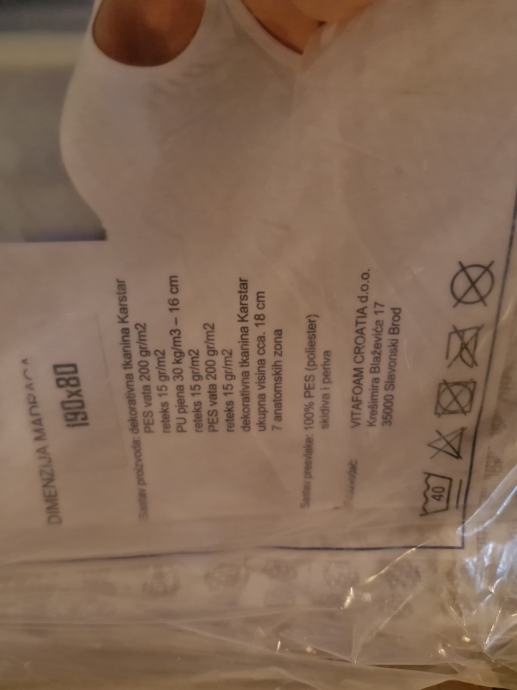 DIMENZIJA MADRACA
190x80
Sastav proizvoda: dekorativna tkanina Karstar
PES vata 200 gr/m2
reteks 15 gr/m2
PU pjena 30 kg/m3 – 16 cm
reteks 15 gr/m2
PES vata 200 gr/m2
reteks 15 gr/m2
dekorativna tkanina Karstar
ukupna visina cca. 18 cm
7 anatomskih zona
Sastav presvlake: 100% PES (poliester)
skidiva i periva
VITAFOAM CROATIA d.o.o.
Krešimira Blaževića 17
35000 Slavonski Brod
40